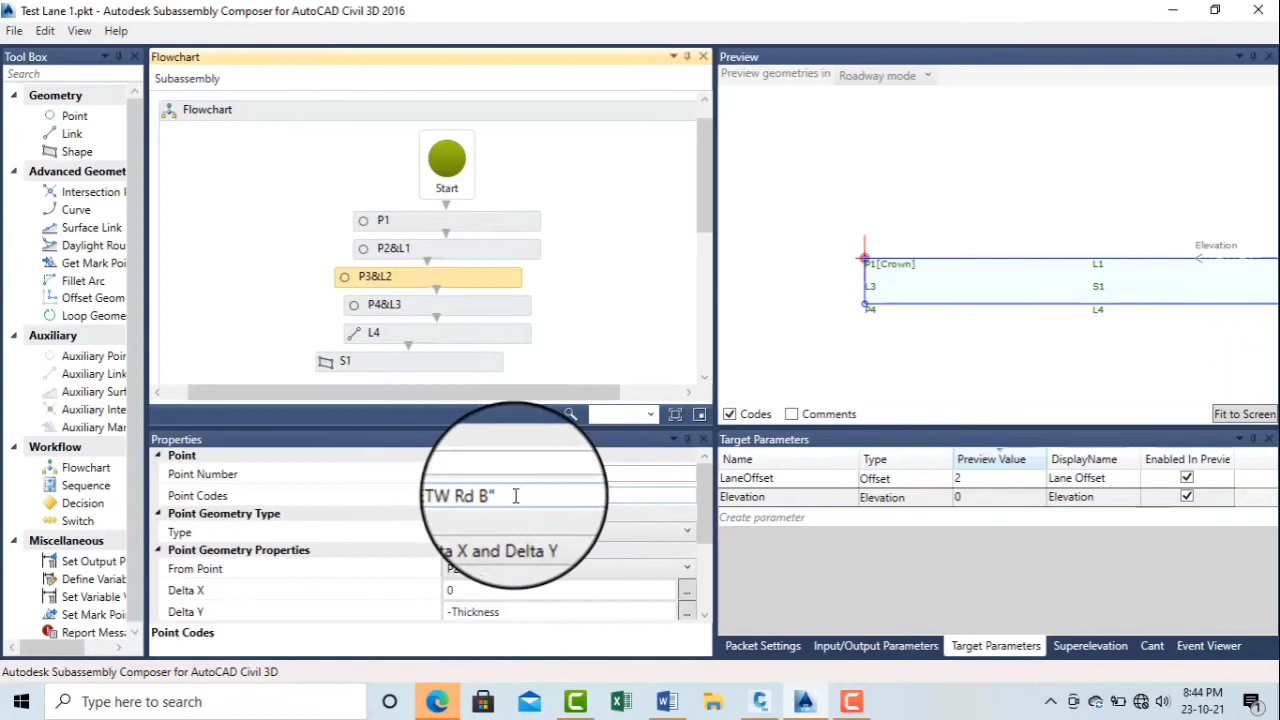 Test Lane 1.pkt - Autodesk Subassembly Composer for AutoCAD Civil 3D 2016
File Edit View Help
Tool Box
Search
Geometry
Point
Link
Shape
Advanced Geomet
Intersection
Curve
Surface Link
Daylight Rou
Get Mark Poi
Fillet Arc
Offset Geom
Loop Geome
Auxiliary
Auxiliary Poin
Auxiliary Link
Auxiliary Surf
Auxiliary Inte
Auxiliary Mar
Workflow
Flowchart
Sequence
Decision
Switch
Miscellaneous
Set Output P
Define Variab
Set Variable
Set Mark Poi
Report Messa
Flowchart
Subassembly
Flowchart
Start
P1
P2&L1
P3&L2
P4&L3
L4
S1
Properties
Point
Point Number
Point Codes TW Rd B"
Point Geometry Type
Type ta X and Delta Y
Point Geometry Properties
From Point
Delta X 0 ...
Delta Y -Thickness ...
Point Codes
Preview
Preview geometries in Roadway mode
Elevation
P1[Crown] L1
L3 S1
P4 L4
Codes Comments Fit to Screen
Target Parameters
Name Type Preview Value DisplayName Enabled In Previe
LaneOffset Offset 2 Lane Offset
Elevation Elevation 0 Elevation
Create parameter
Packet Settings Input/Output Parameters Target Parameters Superelevation Cant Event Viewer
Autodesk Subassembly Composer for AutoCAD Civil 3D
Type here to search
8:44 PM
23-10-21
1